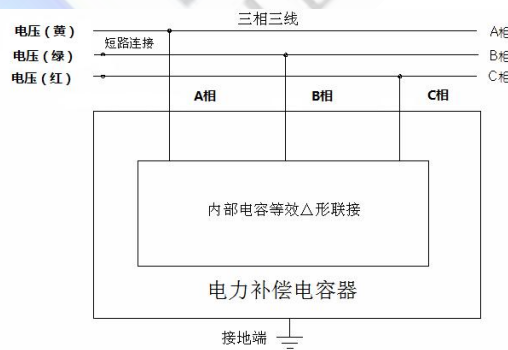 三相三线
电压(黄) A相
短路连接
电压(绿) B相
电压(红) C相
A相 B相 C相
内部电容等效△形联接
电力补偿电容器
接地端